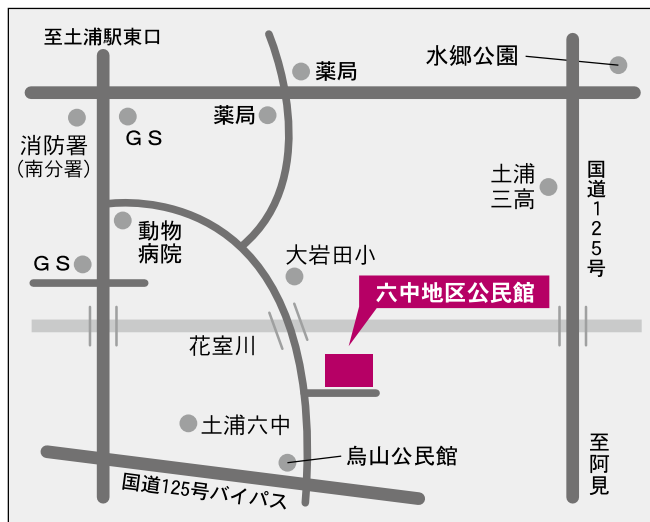 至土浦駅東口
薬局
水郷公園
薬局
消防署
(南分署)
GS
土浦
三高
国道125号
動物
病院
GS
大岩田小
六中地区公民館
花室川
土浦六中
烏山公民館
至阿見
国道125号バイパス